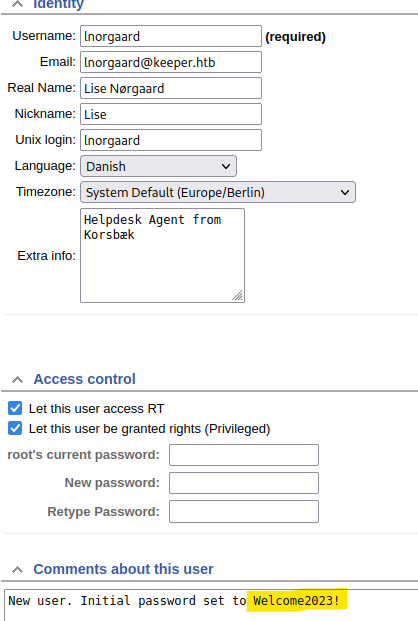 Identity
Username: lnorgaard (required)
Email: lnorgaard@keeper.htb
Real Name: Lise Nørgaard
Nickname: Lise
Unix login: lnorgaard
Language: Danish
Timezone: System Default (Europe/Berlin)
Extra info: Helpdesk Agent from
Korsbæk
Access control
Let this user access RT
Let this user be granted rights (Privileged)
root's current password:
New password:
Retype Password:
Comments about this user
New user. Initial password set to Welcome2023!